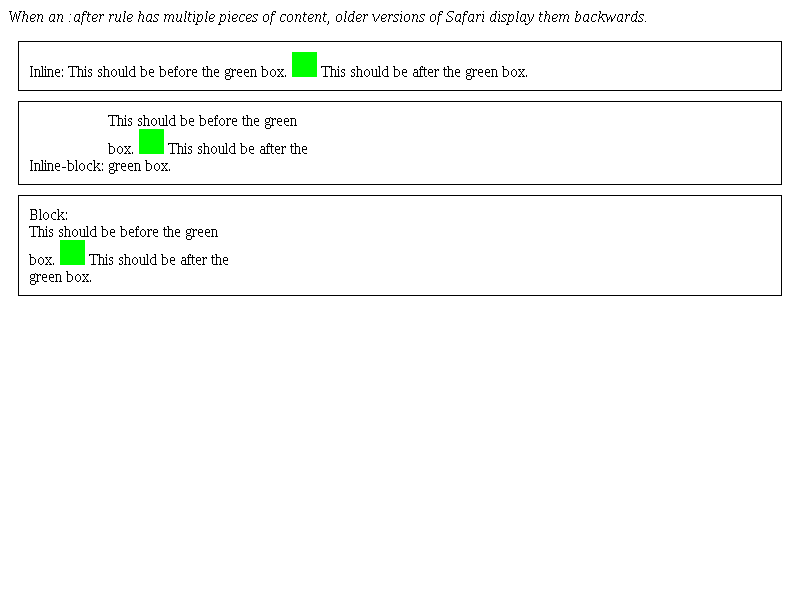 When an :after rule has multiple pieces of content, older versions of Safari display them backwards.
Inline: This should be before the green box. This should be after the green box.
This should be before the green
box. This should be after the
Inline-block: green box.
Block:
This should be before the green
box. This should be after the
green box.